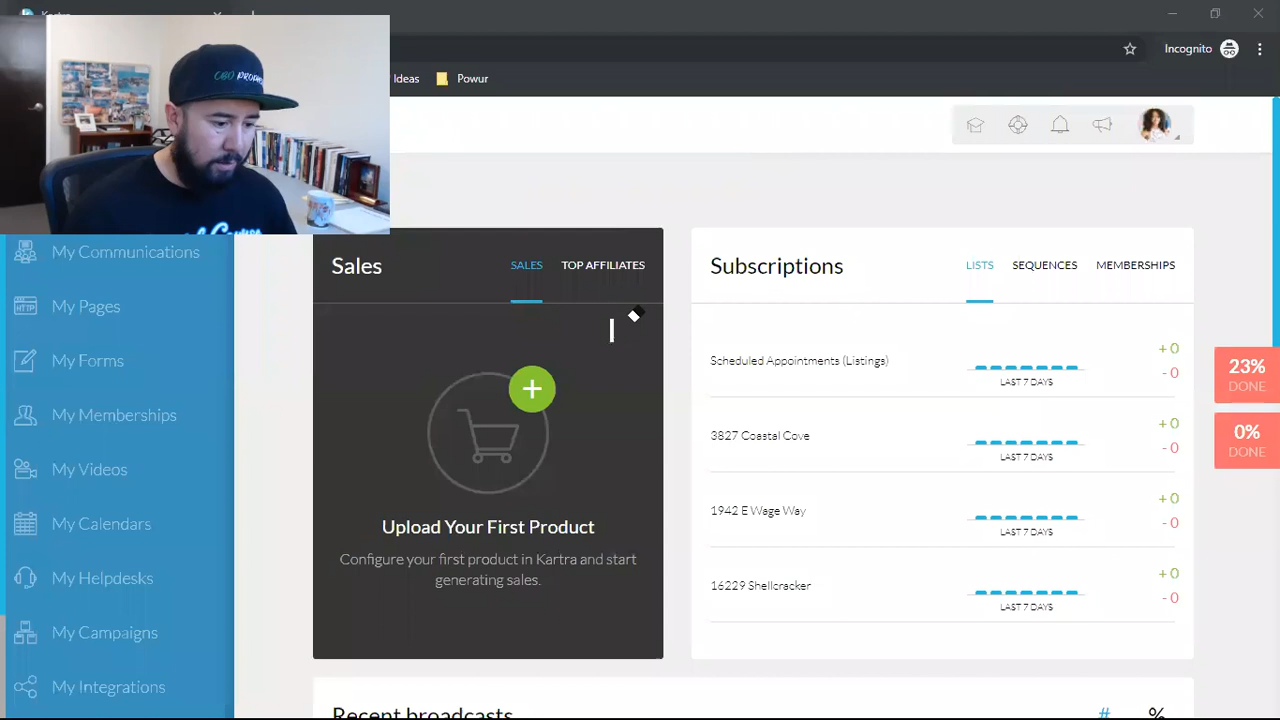 Incognito
Ideas
Powur
My Communications
My Pages
My Forms
My Memberships
My Videos
My Calendars
My Helpdesks
My Campaigns
My Integrations
Sales
SALES
TOP AFFILIATES
Upload Your First Product
Configure your first product in Kartra and start
generating sales.
Subscriptions
LISTS
SEQUENCES
MEMBERSHIPS
Scheduled Appointments (Listings)
LAST 7 DAYS
+ 0
- 0
3827 Coastal Cove
LAST 7 DAYS
+ 0
- 0
1942 E Wage Way
LAST 7 DAYS
+ 0
- 0
16229 Shellcracker
LAST 7 DAYS
+ 0
- 0
23%
DONE
0%
DONE
Recent broadcasts
# %